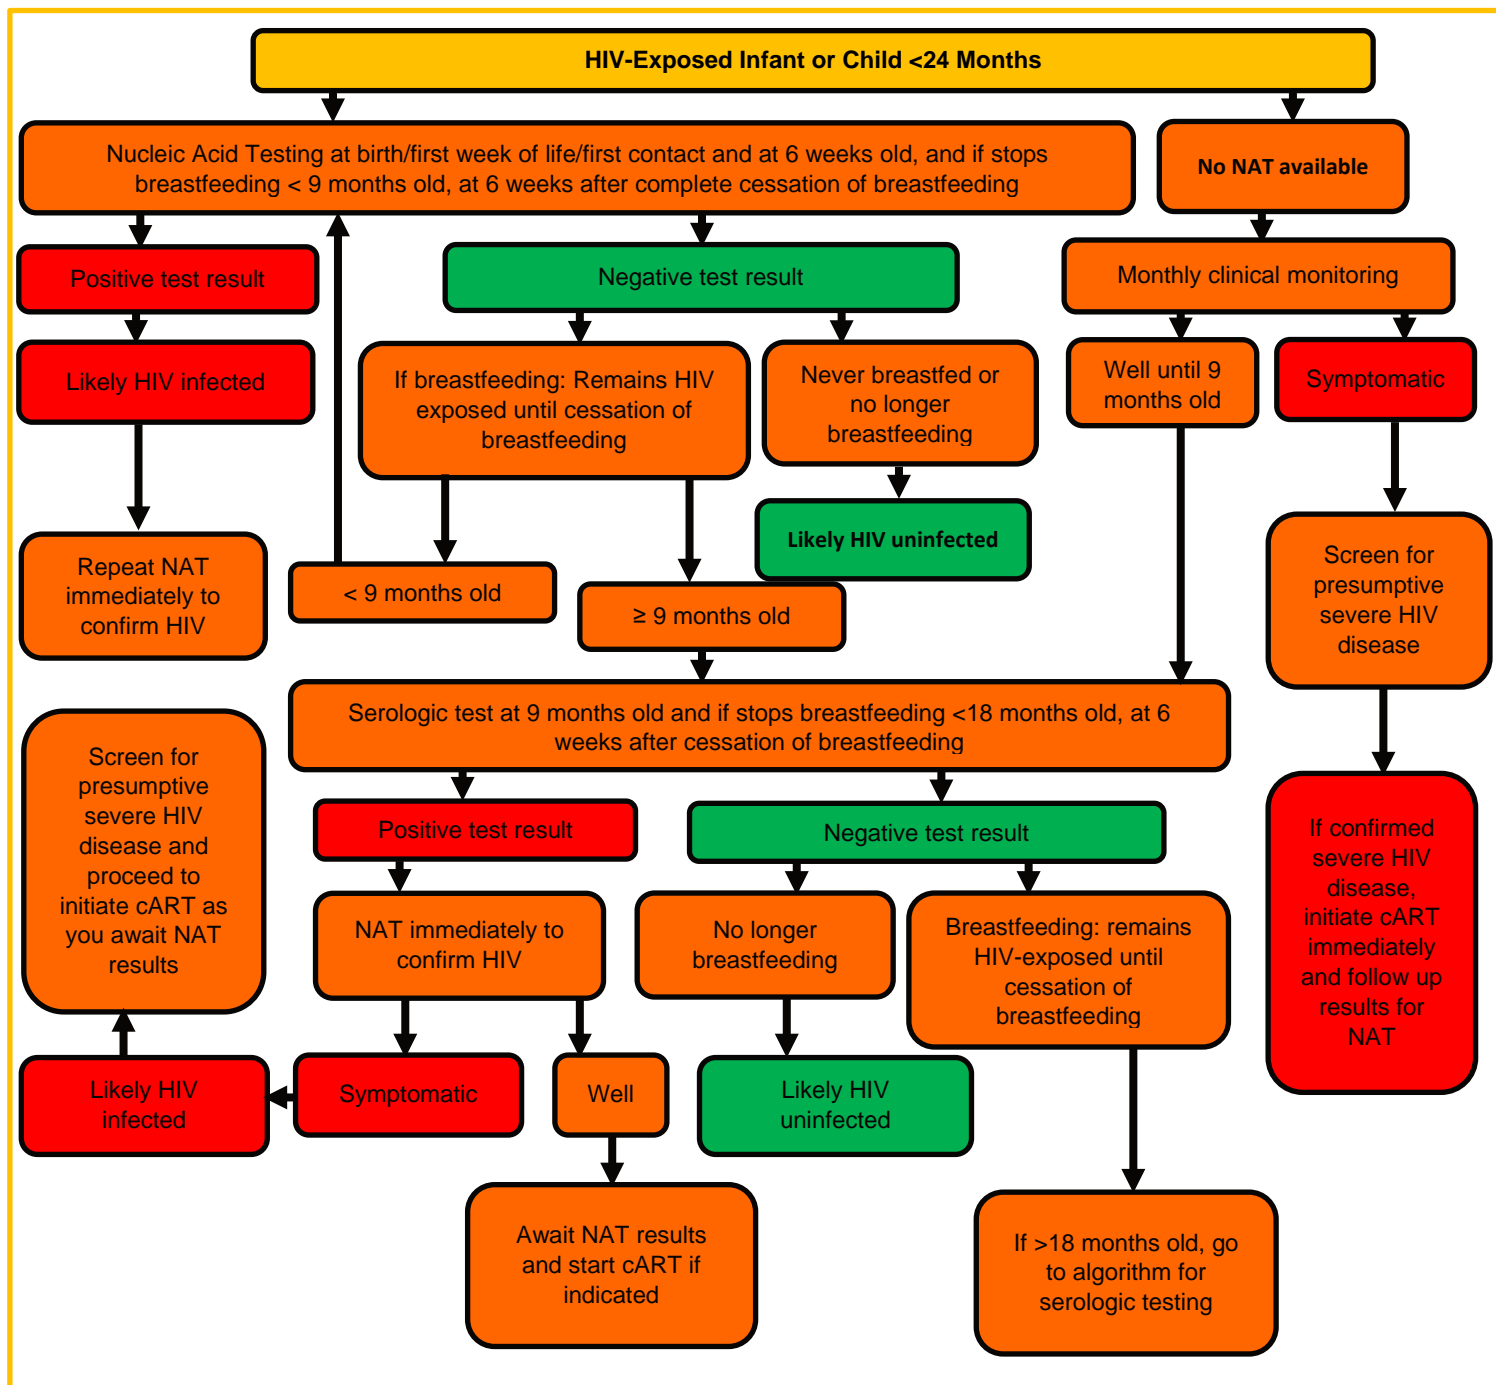 HIV-Exposed Infant or Child <24 Months
Nucleic Acid Testing at birth/first week of life/first contact and at 6 weeks old, and if stops
breastfeeding < 9 months old, at 6 weeks after complete cessation of breastfeeding
No NAT available
Positive test result
Negative test result
Monthly clinical monitoring
Likely HIV infected
If breastfeeding: Remains HIV
exposed until cessation of
breastfeeding
Never breastfed or
no longer
breastfeeding
Well until 9
months old
Symptomatic
Likely HIV uninfected
Repeat NAT
immediately to
confirm HIV
< 9 months old
≥ 9 months old
Screen for
presumptive
severe HIV
disease
Serologic test at 9 months old and if stops breastfeeding <18 months old, at 6
weeks after cessation of breastfeeding
Screen for
presumptive
severe HIV
disease and
proceed to
initiate cART as
you await NAT
results
Positive test result
Negative test result
If confirmed
severe HIV
disease,
initiate cART
immediately
and follow up
results for
NAT
NAT immediately to
confirm HIV
No longer
breastfeeding
Breastfeeding: remains
HIV-exposed until
cessation of
breastfeeding
Likely HIV
infected
Symptomatic
Well
Likely HIV
uninfected
Await NAT results
and start cART if
indicated
If >18 months old, go
to algorithm for
serologic testing